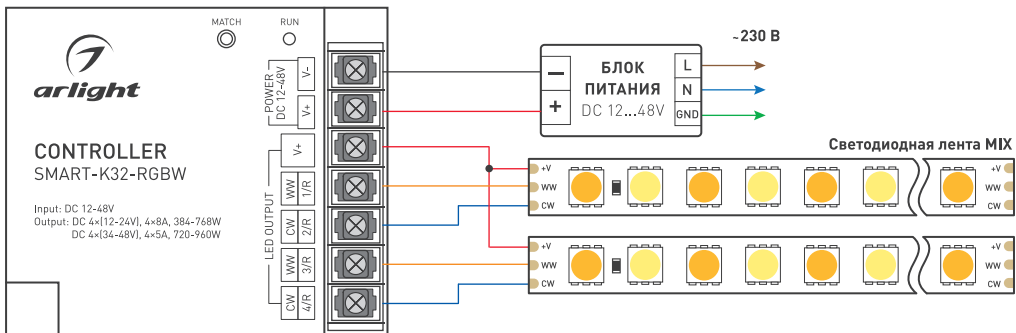 MATCH
RUN
arlight
CONTROLLER
SMART-K32-RGBW
Input: DC 12-48V
Output: DC 4×(12-24V), 4×8A, 384-768W
DC 4×(34-48V), 4×5A, 720-960W
POWER
DC 12-48V
V-
V+
LED OUTPUT
V+
WW 1/R
CW 2/R
WW 3/R
CW 4/R
~230 В
–
+
БЛОК
ПИТАНИЯ
DC 12...48V
L
N
GND
Светодиодная лента MIX
+V
WW
CW
+V
WW
CW
+V
WW
CW
+V
WW
CW